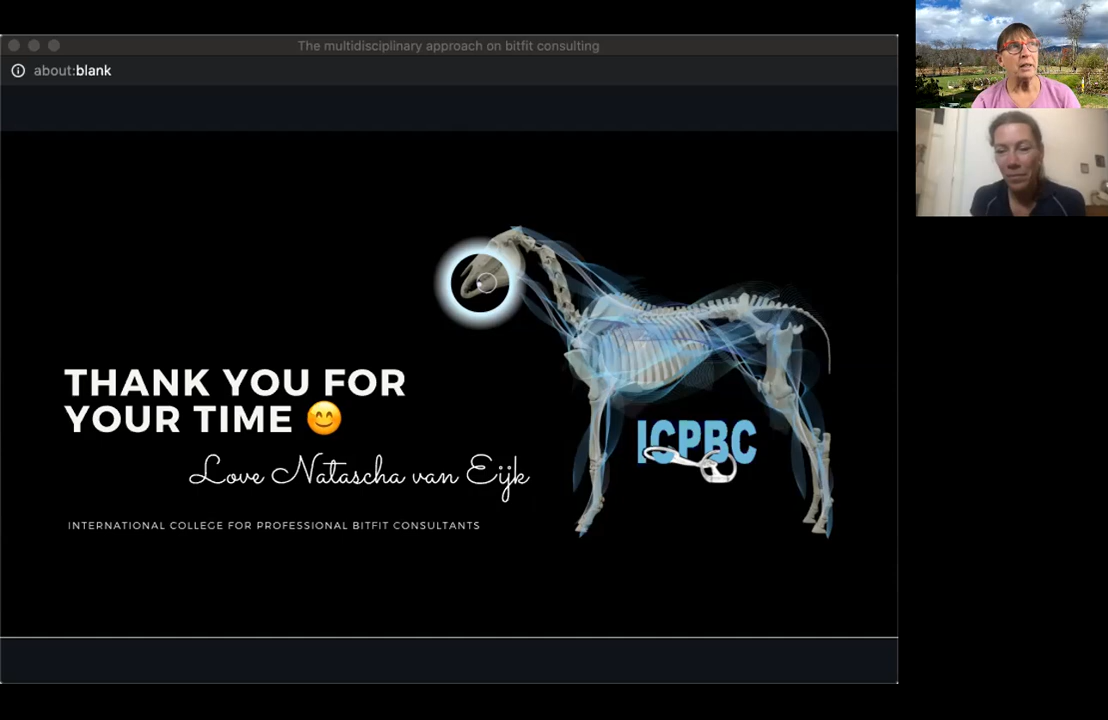 The multidisciplinary approach on bitfit consulting
about:blank
THANK YOU FOR
YOUR TIME 😊
Love Natascha van Eijk
ICPBC
INTERNATIONAL COLLEGE FOR PROFESSIONAL BITFIT CONSULTANTS